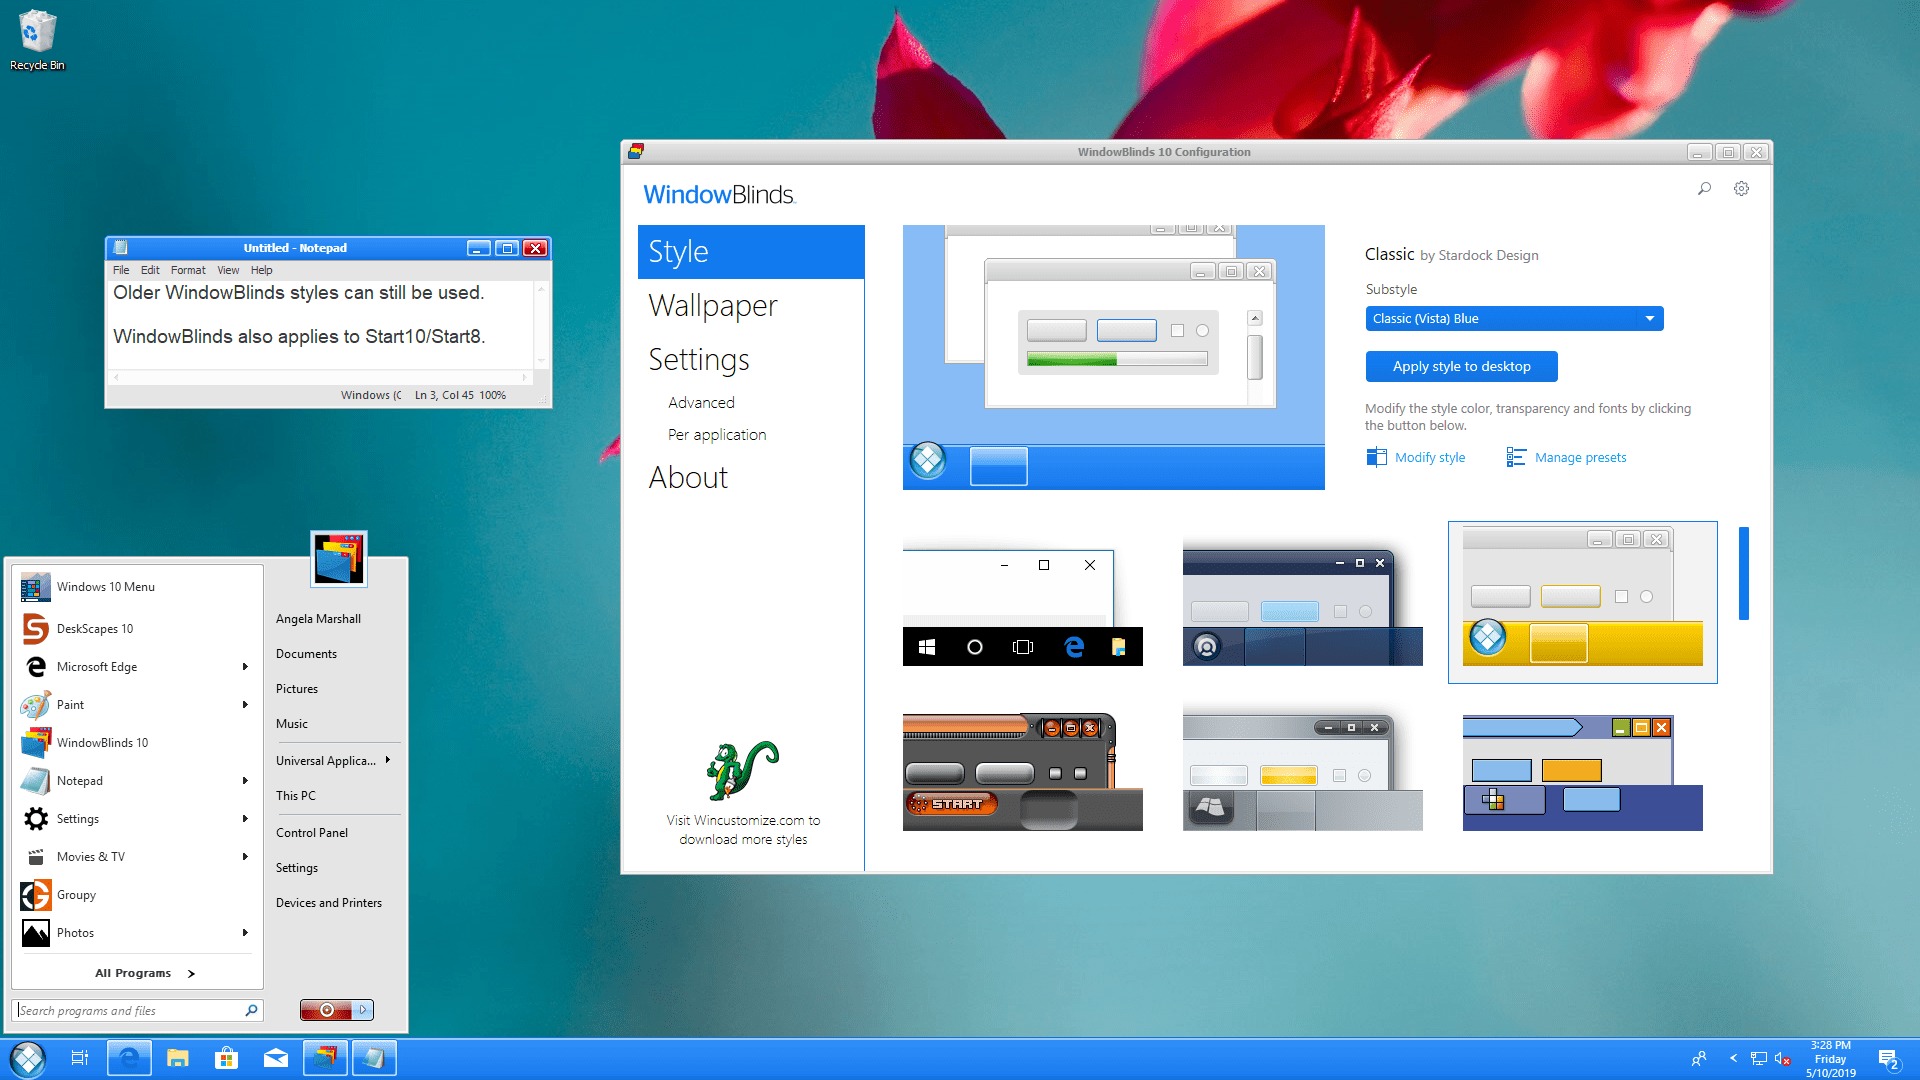 Recycle Bin
Untitled - Notepad
File Edit Format View Help
Older WindowBlinds styles can still be used.
WindowBlinds also applies to Start10/Start8.
Windows (C Ln 3, Col 45 100%
WindowBlinds 10 Configuration
WindowBlinds
Style
Wallpaper
Settings
Advanced
Per application
About
Visit Wincustomize.com to
download more styles
Classic by Stardock Design
Substyle
Classic (Vista) Blue
Apply style to desktop
Modify the style color, transparency and fonts by clicking
the button below.
Modify style Manage presets
START
Windows 10 Menu
DeskScapes 10
Microsoft Edge
Paint
WindowBlinds 10
Notepad
Settings
Movies & TV
Groupy
Photos
All Programs
Search programs and files
Angela Marshall
Documents
Pictures
Music
Universal Applica...
This PC
Control Panel
Settings
Devices and Printers
3:28 PM
Friday
5/10/2019
2